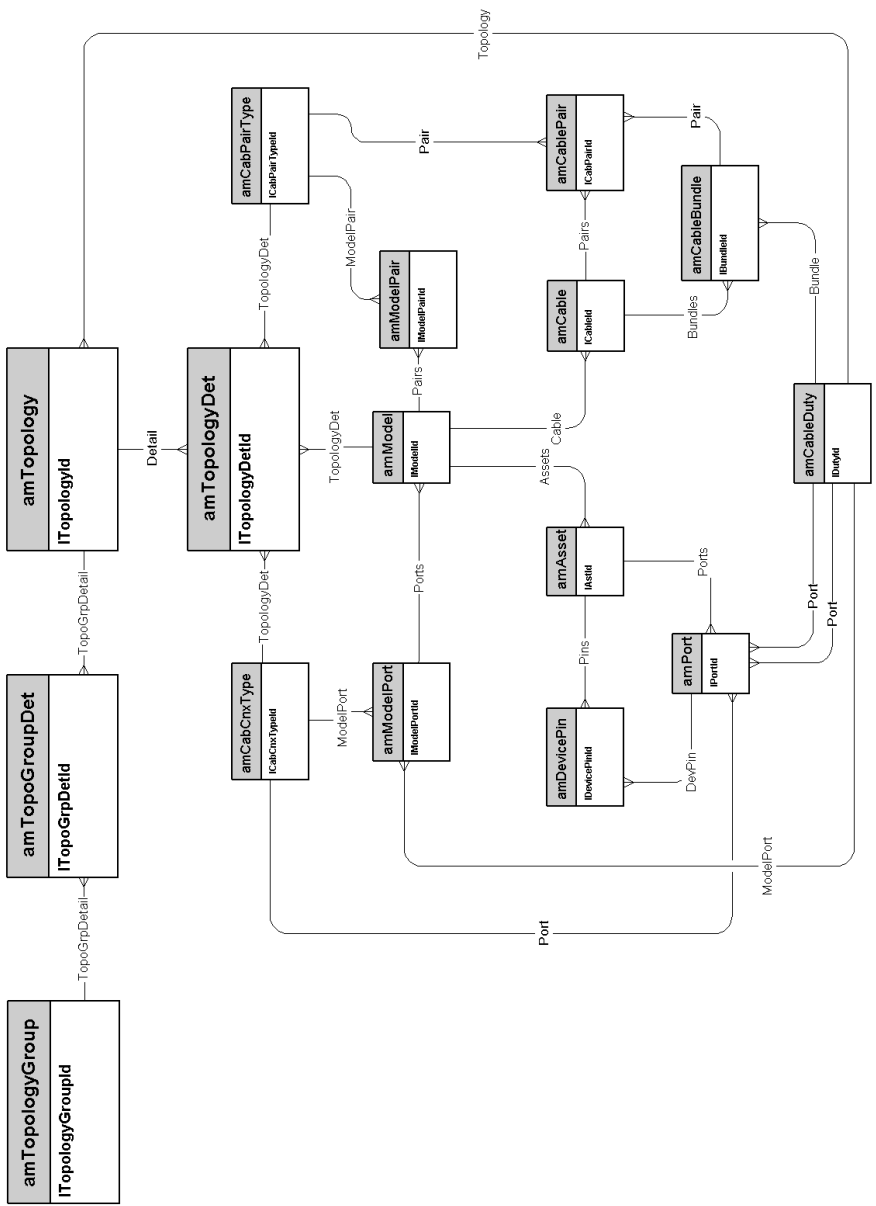 amTopologyGroup
lTopologyGroupId
TopoGrpDetail
amTopoGroupDet
lTopoGrpDetId
TopoGrpDetail
amTopology
lTopologyId
Detail
amTopologyDet
lTopologyDetId
amCabCnxType
lCabCnxTypeId
TopologyDet
TopologyDet
amCabPairType
lCabPairTypeId
ModelPort
TopologyDet
ModelPair
amModelPort
lModelPortId
Ports
amModel
lModelId
Pairs
amModelPair
lModelPairId
Pair
Topology
Port
Assets
Cable
amDevicePin
lDevicePinId
Pins
amAsset
lAstId
amCable
lCableId
Pairs
amCablePair
lCabPairId
DevPin
Ports
Bundles
Pair
amPort
lPortId
amCableBundle
lBundleId
ModelPort
Port
Port
Bundle
amCableDuty
lDutyId